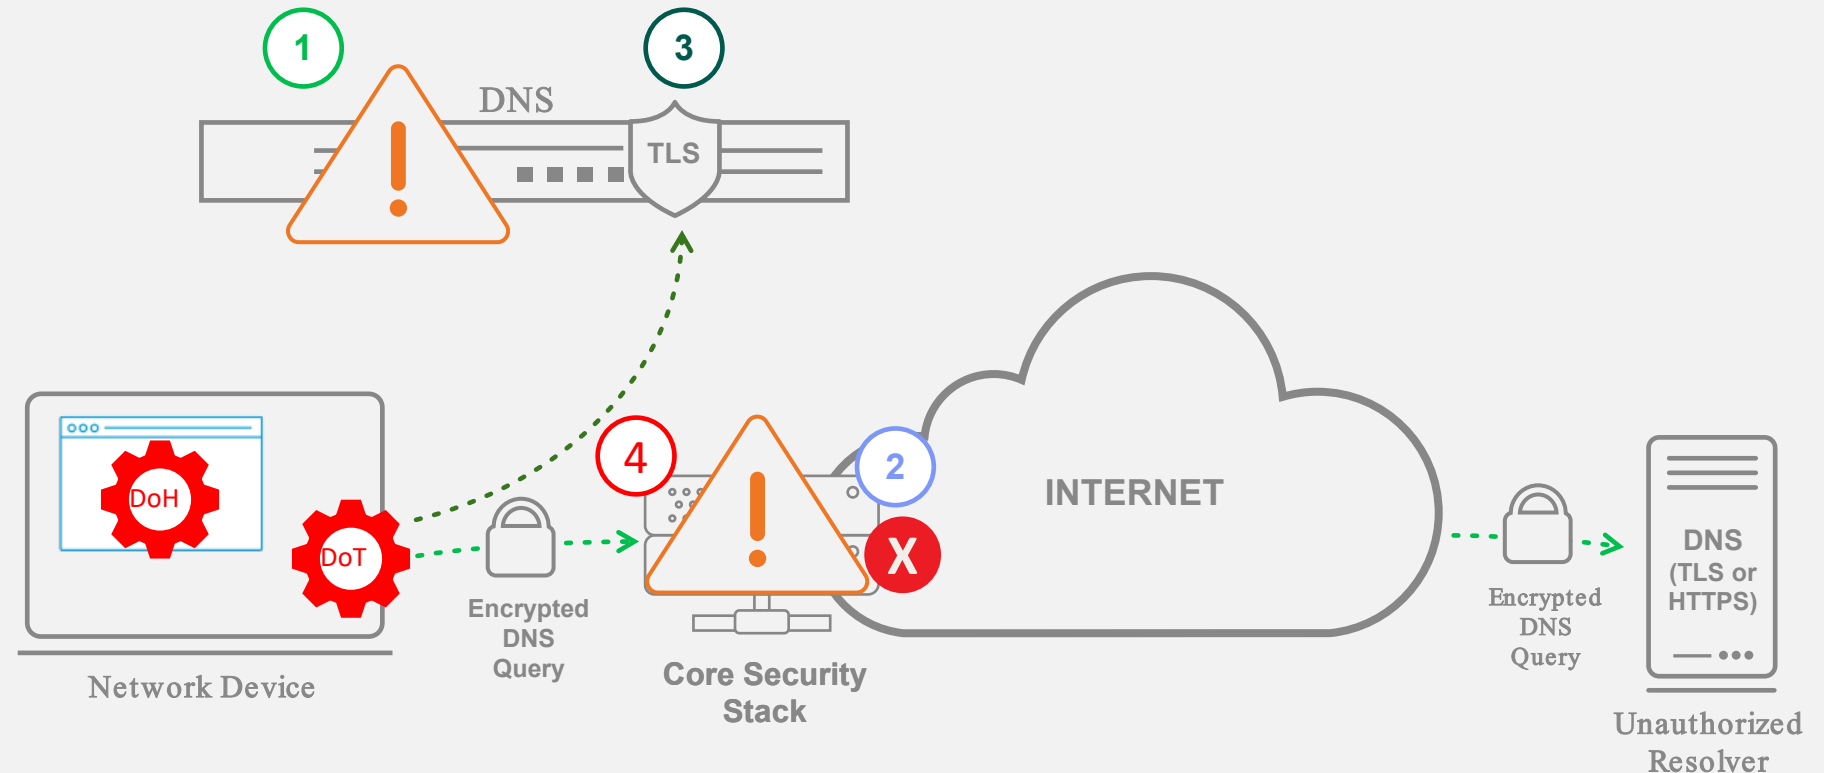 1
3
DNS
TLS
DoH
DoT
4
2
X
Encrypted
DNS
Query
Network Device
Core Security
Stack
INTERNET
Encrypted
DNS
Query
DNS
(TLS or
HTTPS)
Unauthorized
Resolver